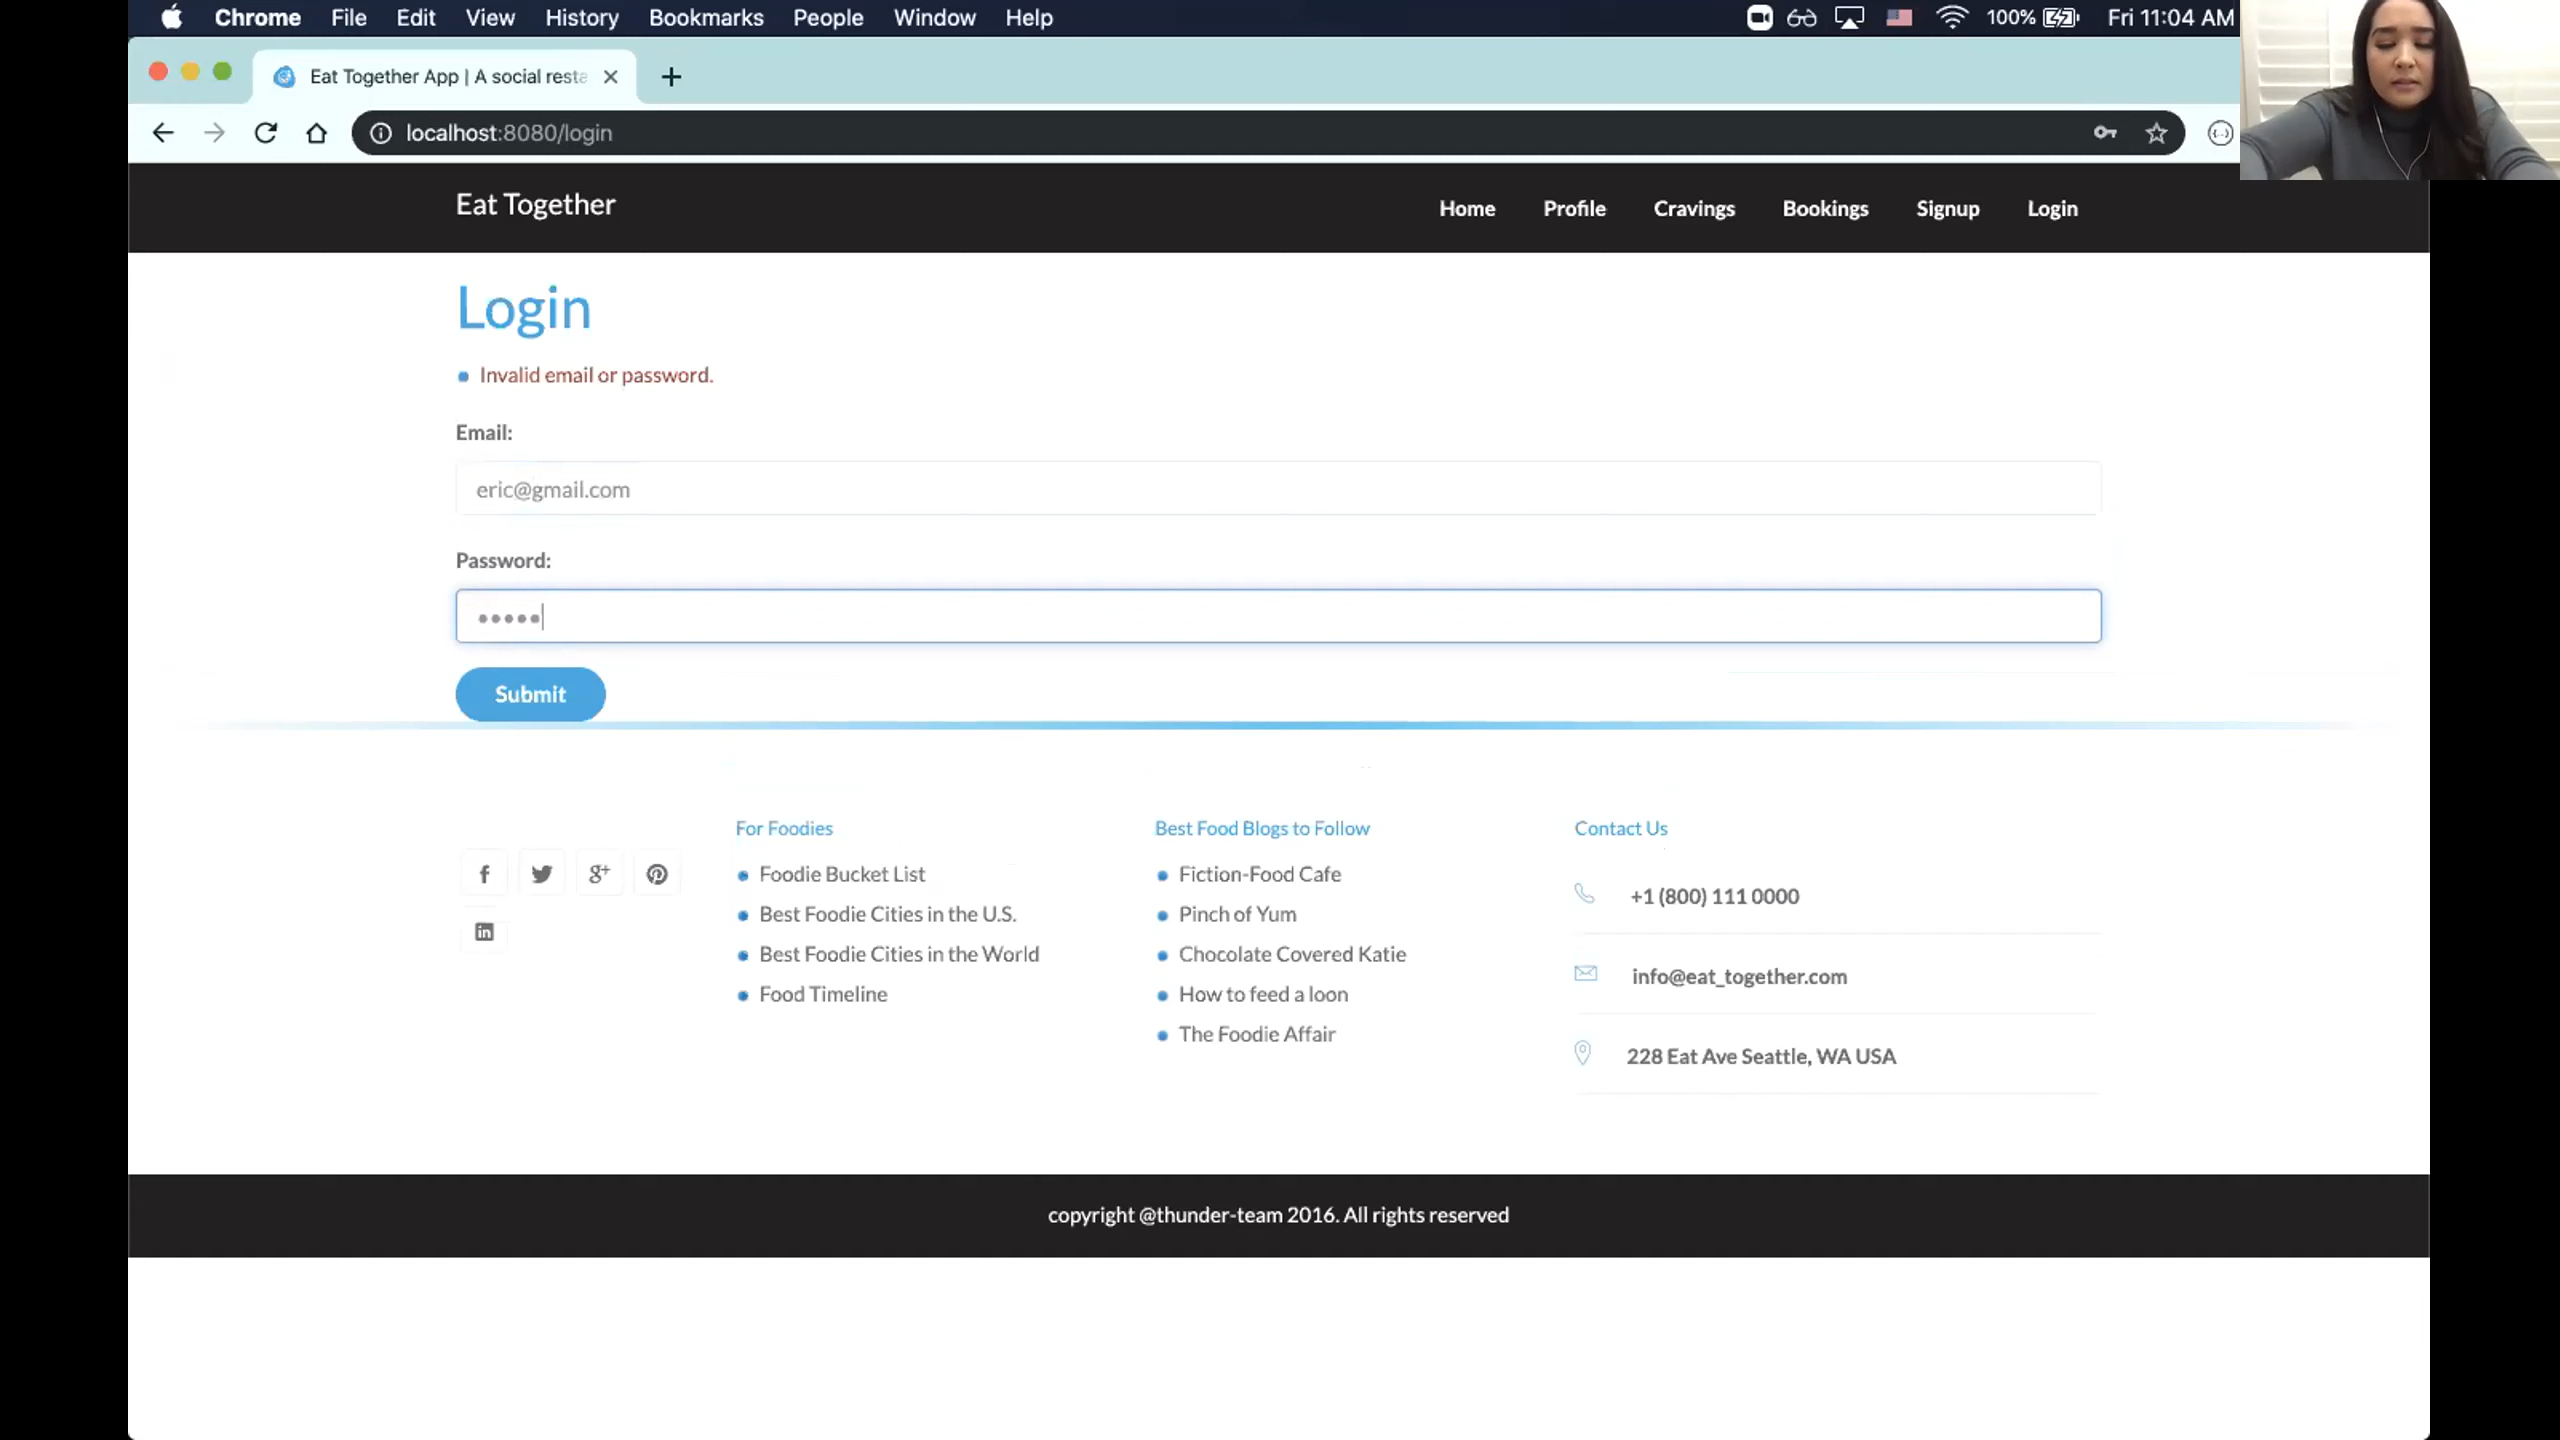 Chrome File Edit View History Bookmarks People Window Help 100% Fri 11:04 AM
Eat Together App | A social resta
localhost:8080/login
Eat Together Home Profile Cravings Bookings Signup Login
Login
Invalid email or password.
Email:
eric@gmail.com
Password:
Submit
For Foodies
Foodie Bucket List
Best Foodie Cities in the U.S.
Best Foodie Cities in the World
Food Timeline
Best Food Blogs to Follow
Fiction-Food Cafe
Pinch of Yum
Chocolate Covered Katie
How to feed a loon
The Foodie Affair
Contact Us
+1 (800) 111 0000
info@eat_together.com
228 Eat Ave Seattle, WA USA
copyright @thunder-team 2016. All rights reserved